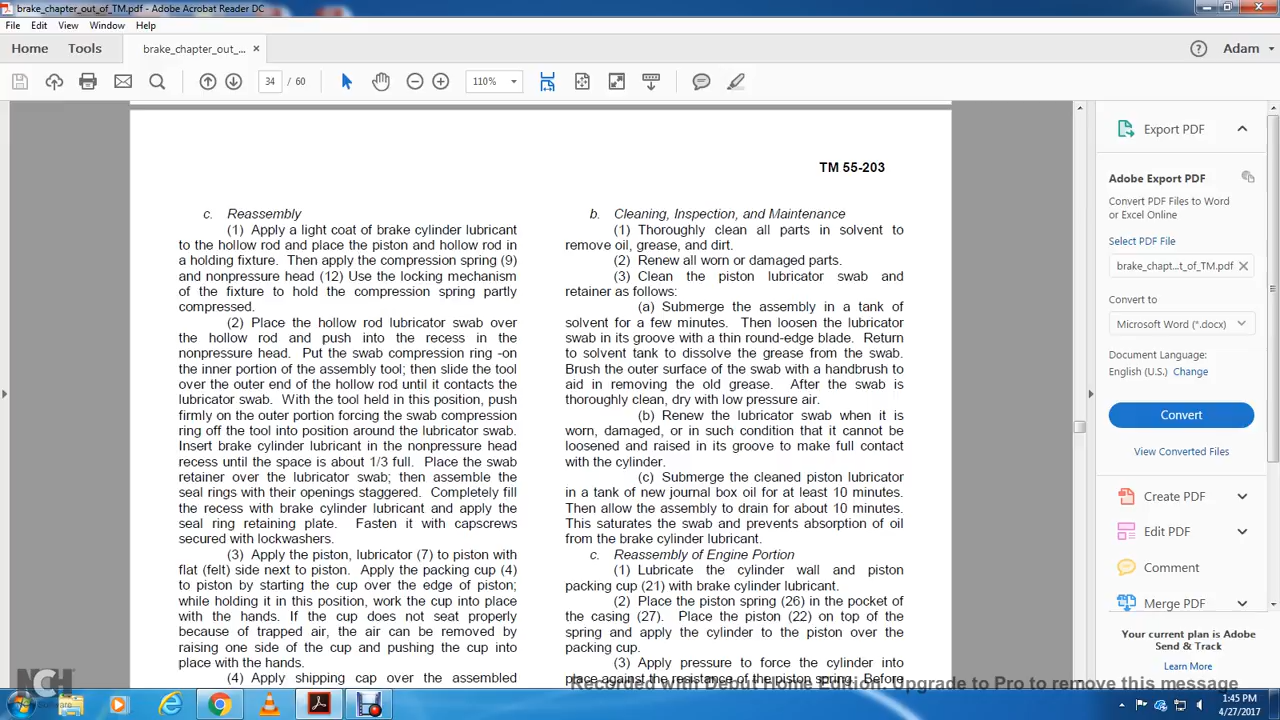 brake_chapter_out_of_TM.pdf - Adobe Acrobat Reader DC
File Edit View Window Help
Home Tools brake_chapter_out_... × Adam
34 / 60 110%
TM 55-203
c. Reassembly
(1) Apply a light coat of brake cylinder lubricant
to the hollow rod and place the piston and hollow rod in
a holding fixture. Then apply the compression spring (9)
and nonpressure head (12) Use the locking mechanism
of the fixture to hold the compression spring partly
compressed.
(2) Place the hollow rod lubricator swab over
the hollow rod and push into the recess in the
nonpressure head. Put the swab compression ring -on
the inner portion of the assembly tool; then slide the tool
over the outer end of the hollow rod until it contacts the
lubricator swab. With the tool held in this position, push
firmly on the outer portion forcing the swab compression
ring off the tool into position around the lubricator swab.
Insert brake cylinder lubricant in the nonpressure head
recess until the space is about 1/3 full. Place the swab
retainer over the lubricator swab; then assemble the
seal rings with their openings staggered. Completely fill
the recess with brake cylinder lubricant and apply the
seal ring retaining plate. Fasten it with capscrews
secured with lockwashers.
(3) Apply the piston, lubricator (7) to piston with
flat (felt) side next to piston. Apply the packing cup (4)
to piston by starting the cup over the edge of piston;
while holding it in this position, work the cup into place
with the hands. If the cup does not seat properly
because of trapped air, the air can be removed by
raising one side of the cup and pushing the cup into
place with the hands.
(4) Apply shipping cap over the assembled
b. Cleaning, Inspection, and Maintenance
(1) Thoroughly clean all parts in solvent to
remove oil, grease, and dirt.
(2) Renew all worn or damaged parts.
(3) Clean the piston lubricator swab and
retainer as follows:
(a) Submerge the assembly in a tank of
solvent for a few minutes. Then loosen the lubricator
swab in its groove with a thin round-edge blade. Return
to solvent tank to dissolve the grease from the swab.
Brush the outer surface of the swab with a handbrush to
aid in removing the old grease. After the swab is
thoroughly clean, dry with low pressure air.
(b) Renew the lubricator swab when it is
worn, damaged, or in such condition that it cannot be
loosened and raised in its groove to make full contact
with the cylinder.
(c) Submerge the cleaned piston lubricator
in a tank of new journal box oil for at least 10 minutes.
Then allow the assembly to drain for about 10 minutes.
This saturates the swab and prevents absorption of oil
from the brake cylinder lubricant.
c. Reassembly of Engine Portion
(1) Lubricate the cylinder wall and piston
packing cup (21) with brake cylinder lubricant.
(2) Place the piston spring (26) in the pocket of
the casing (27). Place the piston (22) on top of the
spring and apply the cylinder to the piston over the
packing cup.
(3) Apply pressure to force the cylinder into
place against the resistance of the piston spring. Before
Export PDF
Adobe Export PDF
Convert PDF Files to Word
or Excel Online
Select PDF File
brake_chapt...t_of_TM.pdf
Convert to
Microsoft Word (*.docx)
Document Language:
English (U.S.) Change
Convert
View Converted Files
Create PDF
Edit PDF
Comment
Merge PDF
Your current plan is Adobe
Send & Track
Learn More
Recorded with Debut Home Edition. Upgrade to Pro to remove this message
NCH
Software
1:45 PM
4/27/2017